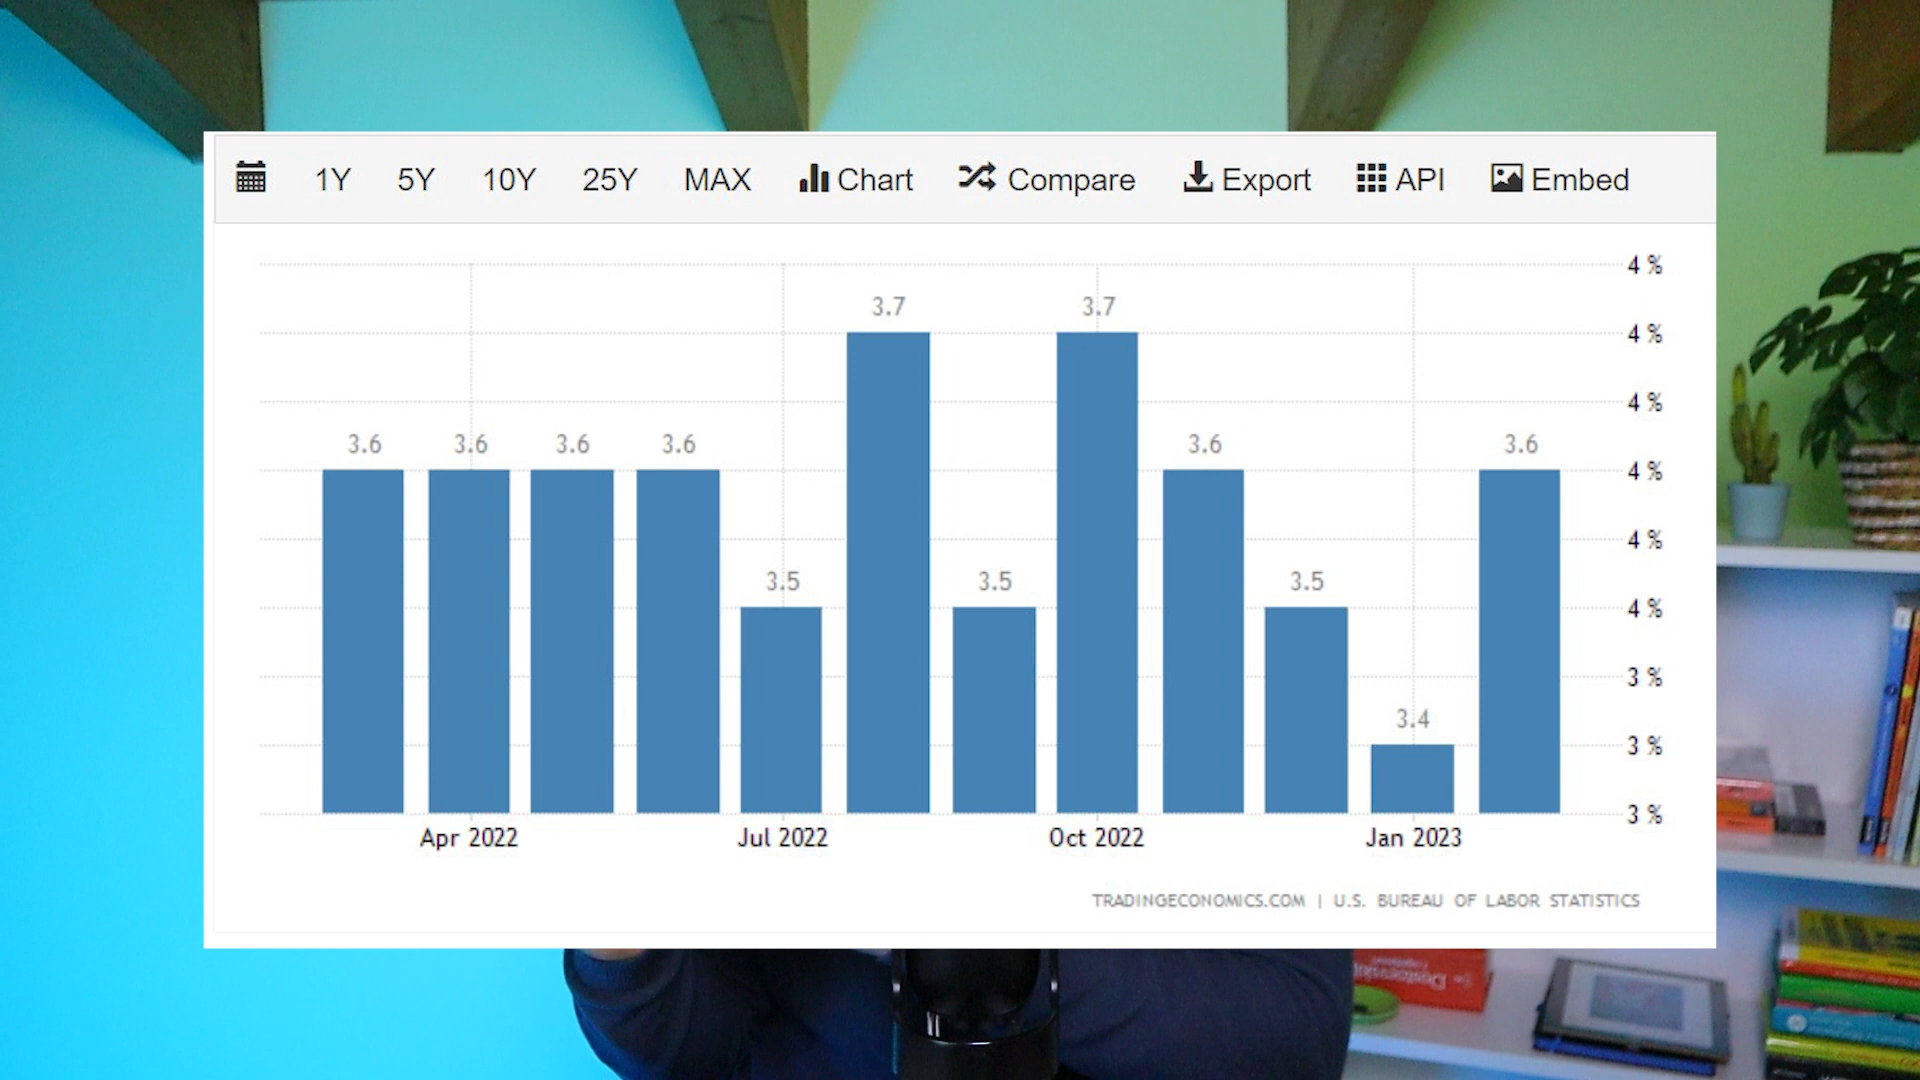 1Y 5Y 10Y 25Y MAX Chart Compare Export API Embed
4 %
3.7 3.7
4 %
4 %
3.6 3.6 3.6 3.6 3.6 3.6
4 %
4 %
3.5 3.5 3.5
4 %
3 %
3.4
3 %
3 %
Apr 2022 Jul 2022 Oct 2022 Jan 2023
TRADINGECONOMICS.COM | U.S. BUREAU OF LABOR STATISTICS